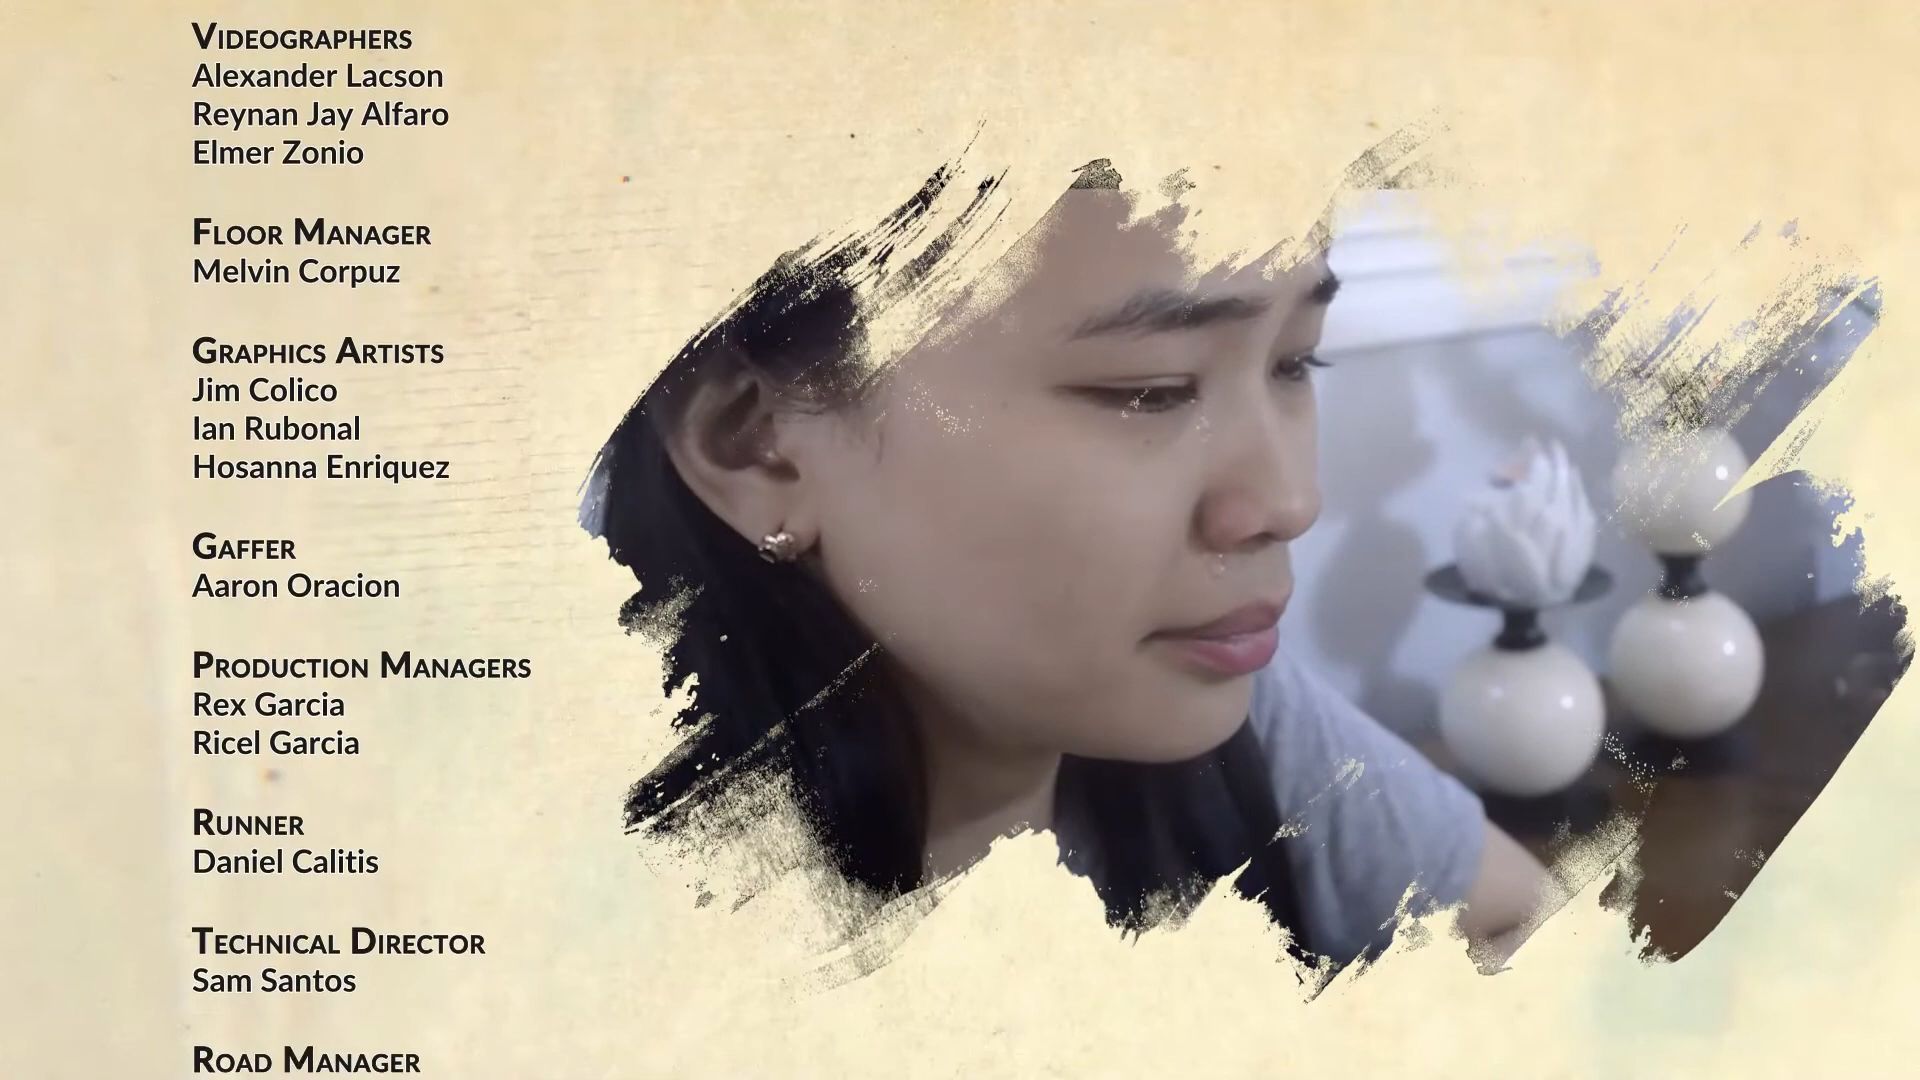 VIDEOGRAPHERS
Alexander Lacson
Reynan Jay Alfaro
Elmer Zonio
FLOOR MANAGER
Melvin Corpuz
GRAPHICS ARTISTS
Jim Colico
Ian Rubonal
Hosanna Enriquez
GAFFER
Aaron Oracion
PRODUCTION MANAGERS
Rex Garcia
Ricel Garcia
RUNNER
Daniel Calitis
TECHNICAL DIRECTOR
Sam Santos
ROAD MANAGER